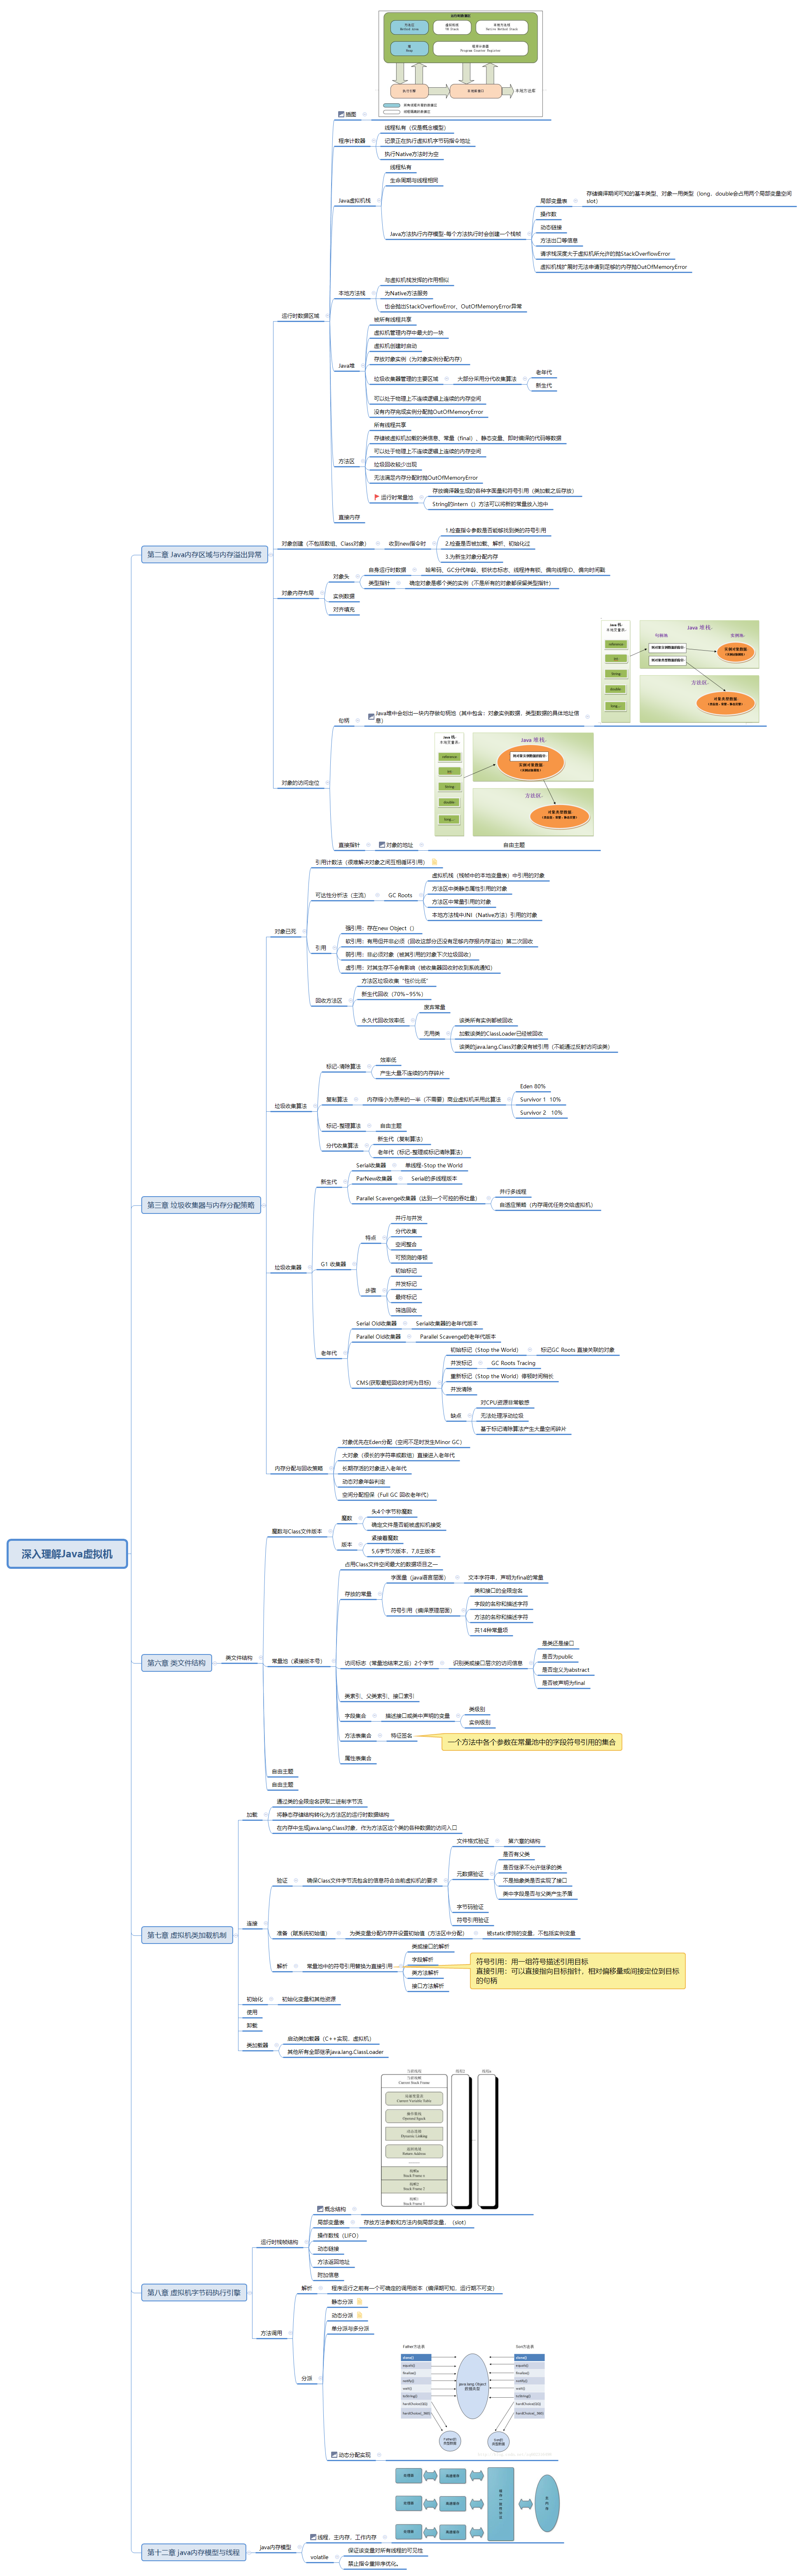 深入理解Java虚拟机
第二章 Java内存区域与内存溢出异常
运行时数据区域
插图
方法区
Method Area
虚拟机栈
VM Stack
本地方法栈
Native Method Stack
堆
Heap
程序计数器
Program Counter Register
执行引擎
本地库接口
本地方法库
程序计数器
线程私有（仅是概念模型）
记录正在执行虚拟机字节码指令地址
执行Native方法时为空
Java虚拟机栈
线程私有
生命周期与线程相同
Java方法执行内存模型-每个方法执行时会创建一个栈帧
局部变量表
存储编译期间可知的基本类型、对象一用类型（long、double会占用两个局部变量空间
slot）
操作数
动态链接
方法出口等信息
请求栈深度大于虚拟机所允许的抛StackOverflowError
虚拟机栈扩展时无法申请到足够的内存抛OutOfMemoryError
本地方法栈
与虚拟机栈发挥的作用相似
为Native方法服务
也会抛出StackOverflowError、OutOfMemoryError异常
Java堆
被所有线程共享
虚拟机管理内存中最大的一块
虚拟机创建时启动
存放对象实例（为对象实例分配内存）
垃圾收集器管理的主要区域
大部分采用分代收集算法
老年代
新生代
可以处于物理上不连续逻辑上连续的内存空间
没有内存完成实例分配抛OutOfMemoryError
方法区
所有线程共享
存储被虚拟机加载的类信息、常量（final）、静态变量、即时编译的代码等数据
可以处于物理上不连续逻辑上连续的内存空间
垃圾回收较少出现
无法满足内存分配时抛OutOfMemoryError
运行时常量池
存放编译器生成的各种字面量和符号引用（类加载之后存放）
String的intern（）方法可以将新的常量放入池中
直接内存
对象创建（不包括数组、Class对象）
收到new指令时
1.检查指令参数是否能够找到类的符号引用
2.检查是否被加载、解析、初始化过
3.为新生对象分配内存
对象内存布局
对象头
自身运行时数据
哈希码、GC分代年龄、锁状态标志、线程持有锁、偏向线程ID、偏向时间戳
类型指针
确定对象是哪个类的实例（不是所有的对象都保留类型指针）
实例数据
对齐填充
对象的访问定位
句柄
Java堆中会划出一块内存做句柄池（其中包含：对象实例数据、类型数据的具体地址信
息）
直接指针
对象的地址
自由主题
第三章 垃圾收集器与内存分配策略
对象已死
引用计数法（很难解决对象之间互相循环引用）
可达性分析法（主流）
GC Roots
虚拟机栈（栈帧中的本地变量表）中引用的对象
方法区中类静态属性引用的对象
方法区中常量引用的对象
本地方法栈中JNI（Native方法）引用的对象
引用
强引用：存在new Object（）
软引用：有用但并非必须（回收这部分还没有足够内存报内存溢出）第二次回收
弱引用：非必须对象（被其引用的对象下次垃圾回收）
虚引用：对其生存不会有影响（被收集器回收时收到系统通知）
回收方法区
方法区垃圾收集“性价比低”
新生代回收（70%~95%）
永久代回收效率低
废弃常量
无用类
该类所有实例都被回收
加载该类的ClassLoader已经被回收
该类的java.lang.Class对象没有被引用（不能通过反射访问该类）
垃圾收集算法
标记-清除算法
效率低
产生大量不连续的内存碎片
复制算法
内存缩小为原来的一半（不需要）商业虚拟机采用此算法
Eden 80%
Survivor 1 10%
Survivor 2 10%
标记-整理算法
自由主题
分代收集算法
新生代（复制算法）
老年代（标记-整理或标记清除算法）
垃圾收集器
新生代
Serial收集器
单线程-Stop the World
ParNew收集器
Serial的多线程版本
Parallel Scavenge收集器（达到一个可控的吞吐量）
并行多线程
自适应策略（内存调优任务交给虚拟机）
G1 收集器
特点
并行与并发
分代收集
空间整合
可预测的停顿
步骤
初始标记
并发标记
最终标记
筛选回收
老年代
Serial Old收集器
Serial收集器的老年代版本
Parallel Old收集器
Parallel Scavenge的老年代版本
CMS(获取最短回收时间为目标)
初始标记（Stop the World）
标记GC Roots 直接关联的对象
并发标记
GC Roots Tracing
重新标记（Stop the World）停顿时间稍长
并发清除
缺点
对CPU资源非常敏感
无法处理浮动垃圾
基于标记清除算法产生大量空间碎片
内存分配与回收策略
对象优先在Eden分配（空间不足时发生Minor GC）
大对象（很长的字符串或数组）直接进入老年代
长期存活的对象进入老年代
动态对象年龄判定
空间分配担保（Full GC 回收老年代）
第六章 类文件结构
类文件结构
魔数与Class文件版本
魔数
头4个字节称魔数
确定文件是否能被虚拟机接受
版本
紧接着魔数
5,6字节次版本，7,8主版本
常量池（紧接版本号）
占用Class文件空间最大的数据项目之一
存放的常量
字面量（java语言层面）
文本字符串，声明为final的常量
符号引用（编译原理层面）
类和接口的全限定名
字段的名称和描述字符
方法的名称和描述字符
共14种常量项
访问标志（常量池结束之后）2个字节
识别类或接口层次的访问信息
是类还是接口
是否为public
是否定义为abstract
是否被声明为final
类索引，父类索引，接口索引
字段集合
描述接口或类中声明的变量
类级别
实例级别
方法表集合
特征签名
一个方法中各个参数在常量池中的字段符号引用的集合
属性表集合
自由主题
自由主题
第七章 虚拟机类加载机制
加载
通过类的全限定名获取二进制字节流
将静态存储结构转化为方法区的运行时数据结构
在内存中生成java.lang.Class对象，作为方法区这个类的各种数据的访问入口
连接
验证
确保Class文件字节流包含的信息符合当前虚拟机的要求
文件格式验证
第六章的结构
元数据验证
是否有父类
是否继承不允许继承的类
不是抽象类是否实现了接口
类中字段是否与父类产生矛盾
字节码验证
符号引用验证
准备（赋系统初始值）
为类变量分配内存并设置初始值（方法区中分配）
被static修饰的变量，不包括实例变量
解析
常量池中的符号引用替换为直接引用
类或接口的解析
字段解析
类方法解析
接口方法解析
符号引用：用一组符号描述引用目标
直接引用：可以直接指向目标指针，相对偏移量或间接定位到目标
的句柄
初始化
初始化变量和其他资源
使用
卸载
类加载器
启动类加载器（C++实现，虚拟机）
其他所有全部继承java.lang.ClassLoader
第八章 虚拟机字节码执行引擎
运行时栈帧结构
概念结构
局部变量表
存放方法参数和方法内部局部变量，（slot）
操作数栈（LIFO）
动态链接
方法返回地址
附加信息
方法调用
解析
程序运行之前有一个可确定的调用版本（编译期可知，运行期不可变）
分派
静态分派
动态分派
单分派与多分派
动态分配实现
Father方法表
Son方法表
第十二章 java内存模型与线程
java内存模型
线程，主内存，工作内存
volatile
保证该变量对所有线程的可见性
禁止指令重排优化。